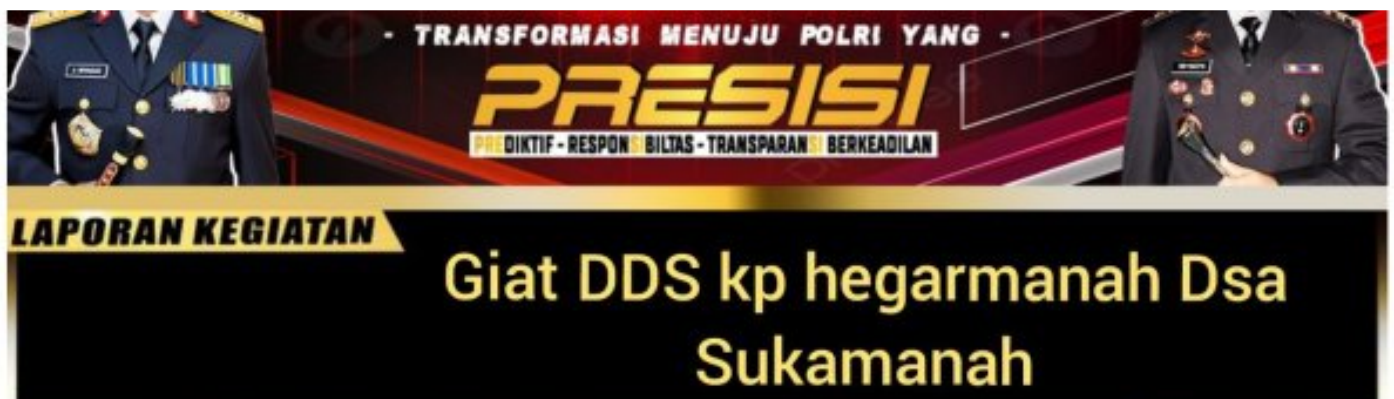 - TRANSFORMASI MENUJU POLRI YANG -
PRESISI
PREDIKTIF - RESPONSIBILTAS - TRANSPARANSI BERKEADILAN
LAPORAN KEGIATAN
Giat DDS kp hegarmanah Dsa
Sukamanah